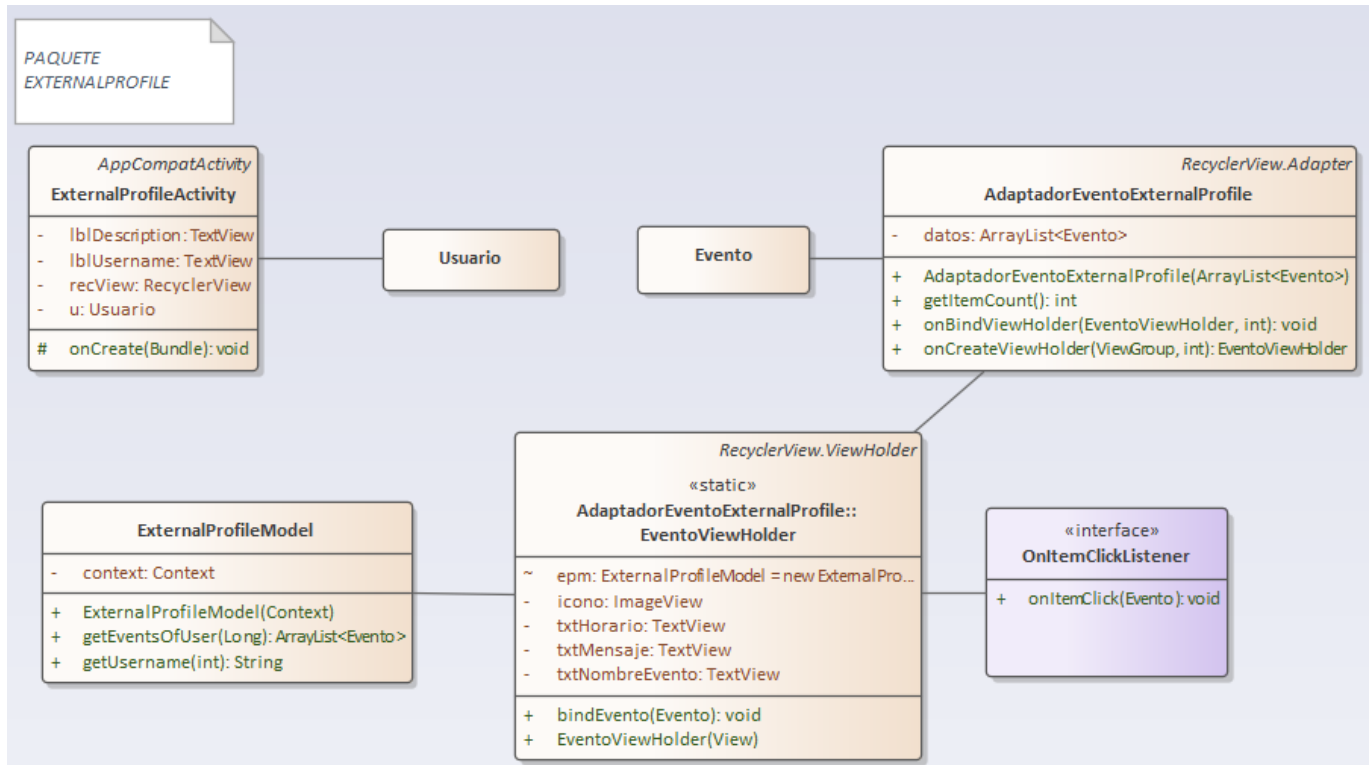 PAQUETE
EXTERNALPROFILE
AppCompatActivity
ExternalProfileActivity
- lblDescription: TextView
- lblUsername: TextView
- recView: RecyclerView
- u: Usuario
# onCreate(Bundle): void
Usuario
Evento
RecyclerView.Adapter
AdaptadorEventoExternalProfile
- datos: ArrayList<Evento>
+ AdaptadorEventoExternalProfile(ArrayList<Evento>)
+ getItemCount(): int
+ onBindViewHolder(EventoViewHolder, int): void
+ onCreateViewHolder(ViewGroup, int): EventoViewHolder
ExternalProfileModel
- context: Context
+ ExternalProfileModel(Context)
+ getEventsOfUser(Long): ArrayList<Evento>
+ getUsername(int): String
RecyclerView.ViewHolder
«static»
AdaptadorEventoExternalProfile::
EventoViewHolder
~ epm: ExternalProfileModel = new ExternalPro...
- icono: ImageView
- txtHorario: TextView
- txtMensaje: TextView
- txtNombreEvento: TextView
+ bindEvento(Evento): void
+ EventoViewHolder(View)
«interface»
OnItemClickListener
+ onItemClick(Evento): void